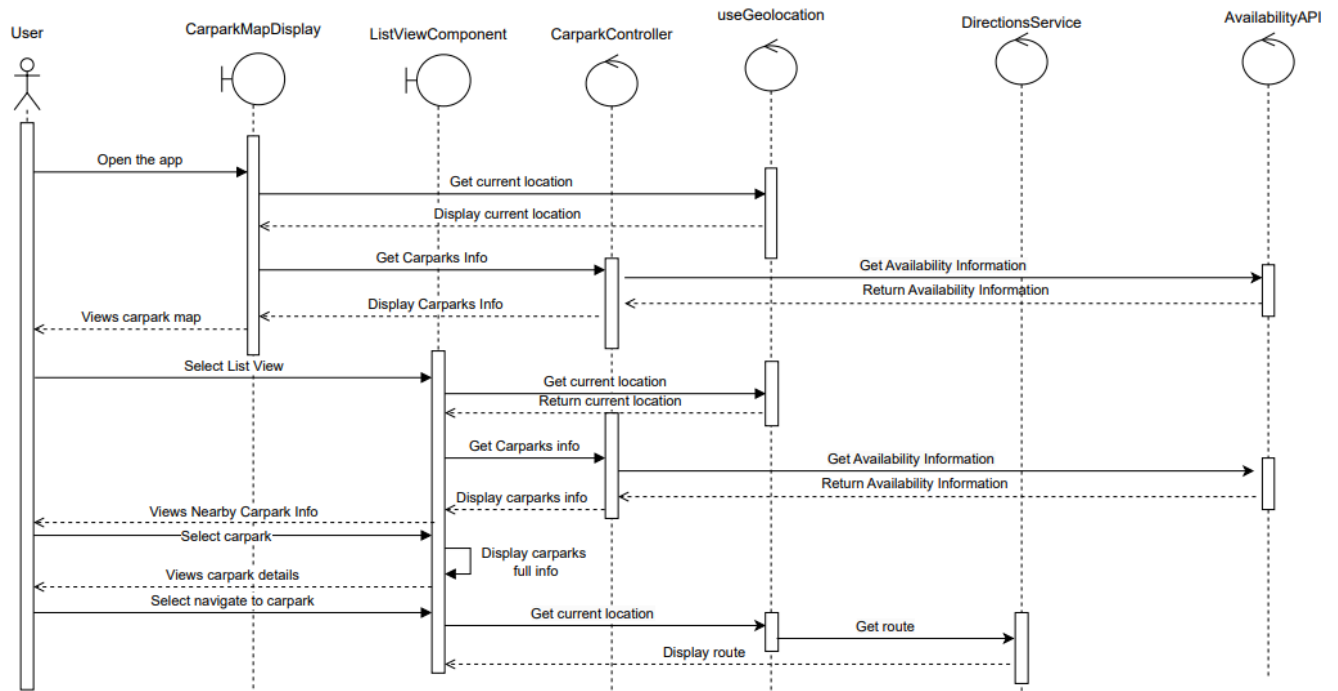 User
CarparkMapDisplay
ListViewComponent
CarparkController
useGeolocation
DirectionsService
AvailabilityAPI
Open the app
Get current location
Display current location
Get Carparks Info
Get Availability Information
Return Availability Information
Display Carparks Info
Views carpark map
Select List View
Get current location
Return current location
Get Carparks info
Get Availability Information
Return Availability Information
Display carparks info
Views Nearby Carpark Info
Select carpark
Display carparks
full info
Views carpark details
Select navigate to carpark
Get current location
Get route
Display route